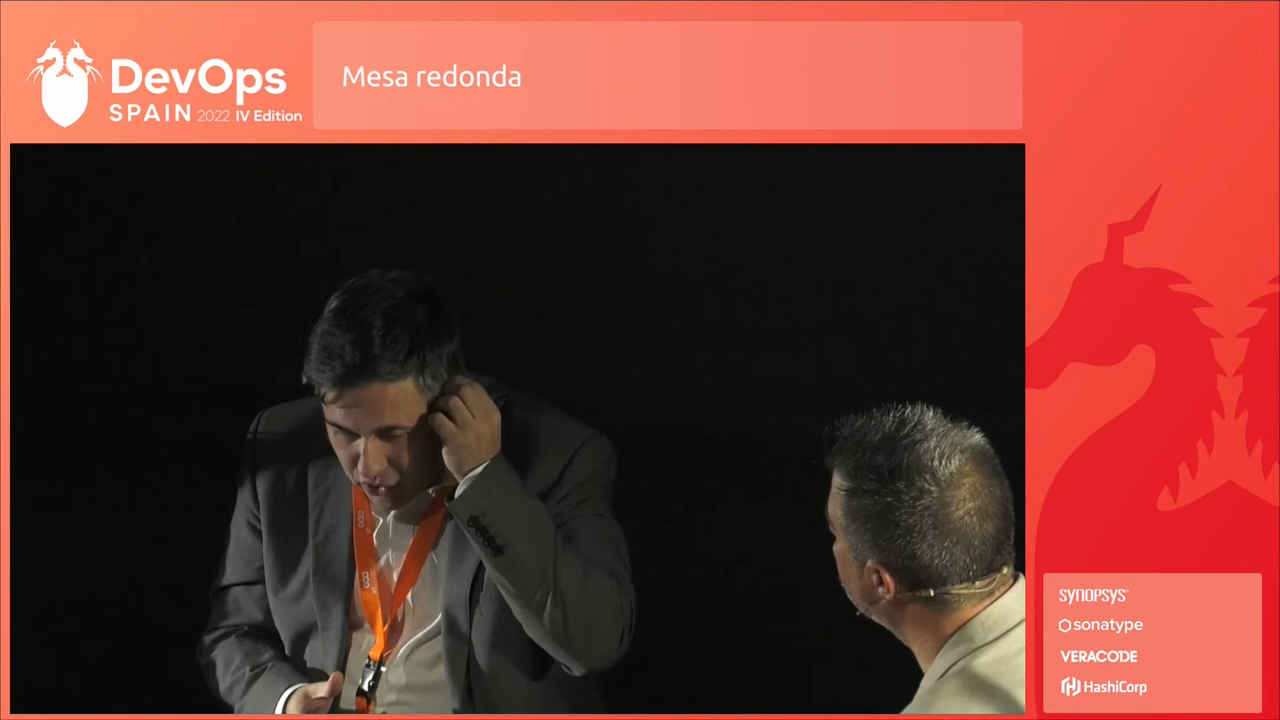 DevOps
SPAIN 2022 IV Edition
Mesa redonda
SYNOPSYS
sonatype
VERACODE
HashiCorp